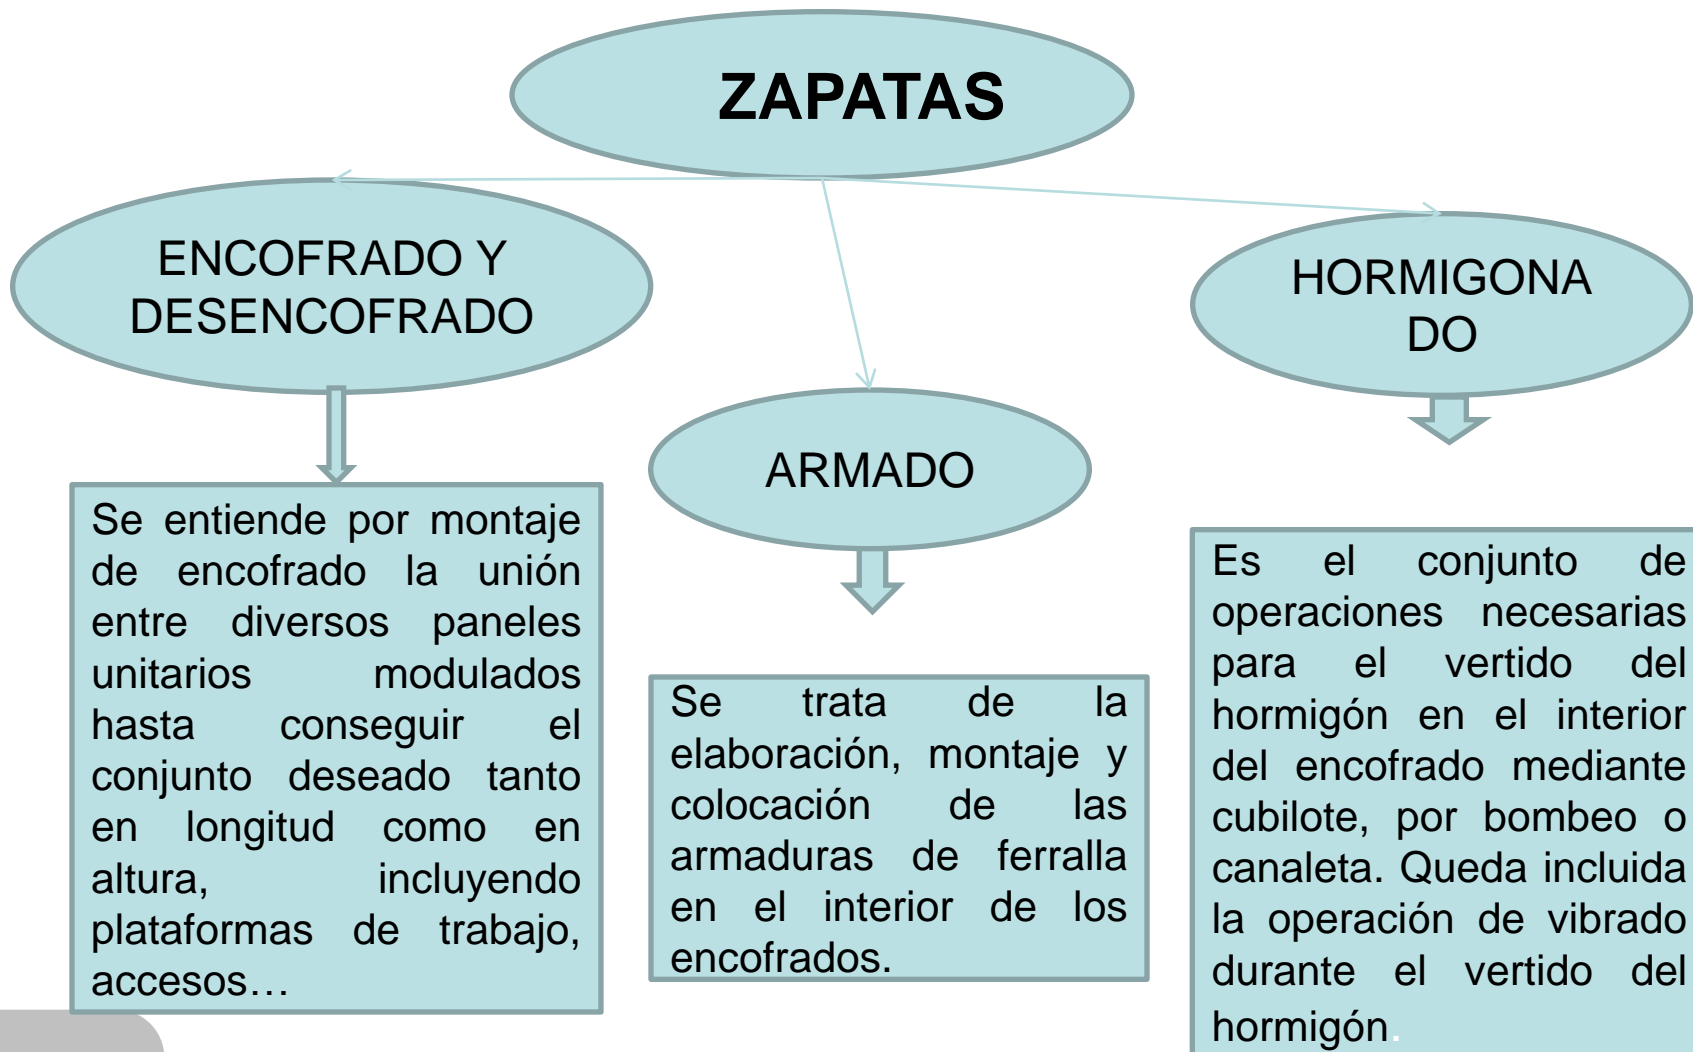 ZAPATAS
ENCOFRADO Y
DESENCOFRADO
Se entiende por montaje
de encofrado la unión
entre diversos paneles
unitarios modulados
hasta conseguir el
conjunto deseado tanto
en longitud como en
altura, incluyendo
plataformas de trabajo,
accesos…
ARMADO
Se trata de la
elaboración, montaje y
colocación de las
armaduras de ferralla
en el interior de los
encofrados.
HORMIGONA
DO
Es el conjunto de
operaciones necesarias
para el vertido del
hormigón en el interior
del encofrado mediante
cubilote, por bombeo o
canaleta. Queda incluida
la operación de vibrado
durante el vertido del
hormigón.